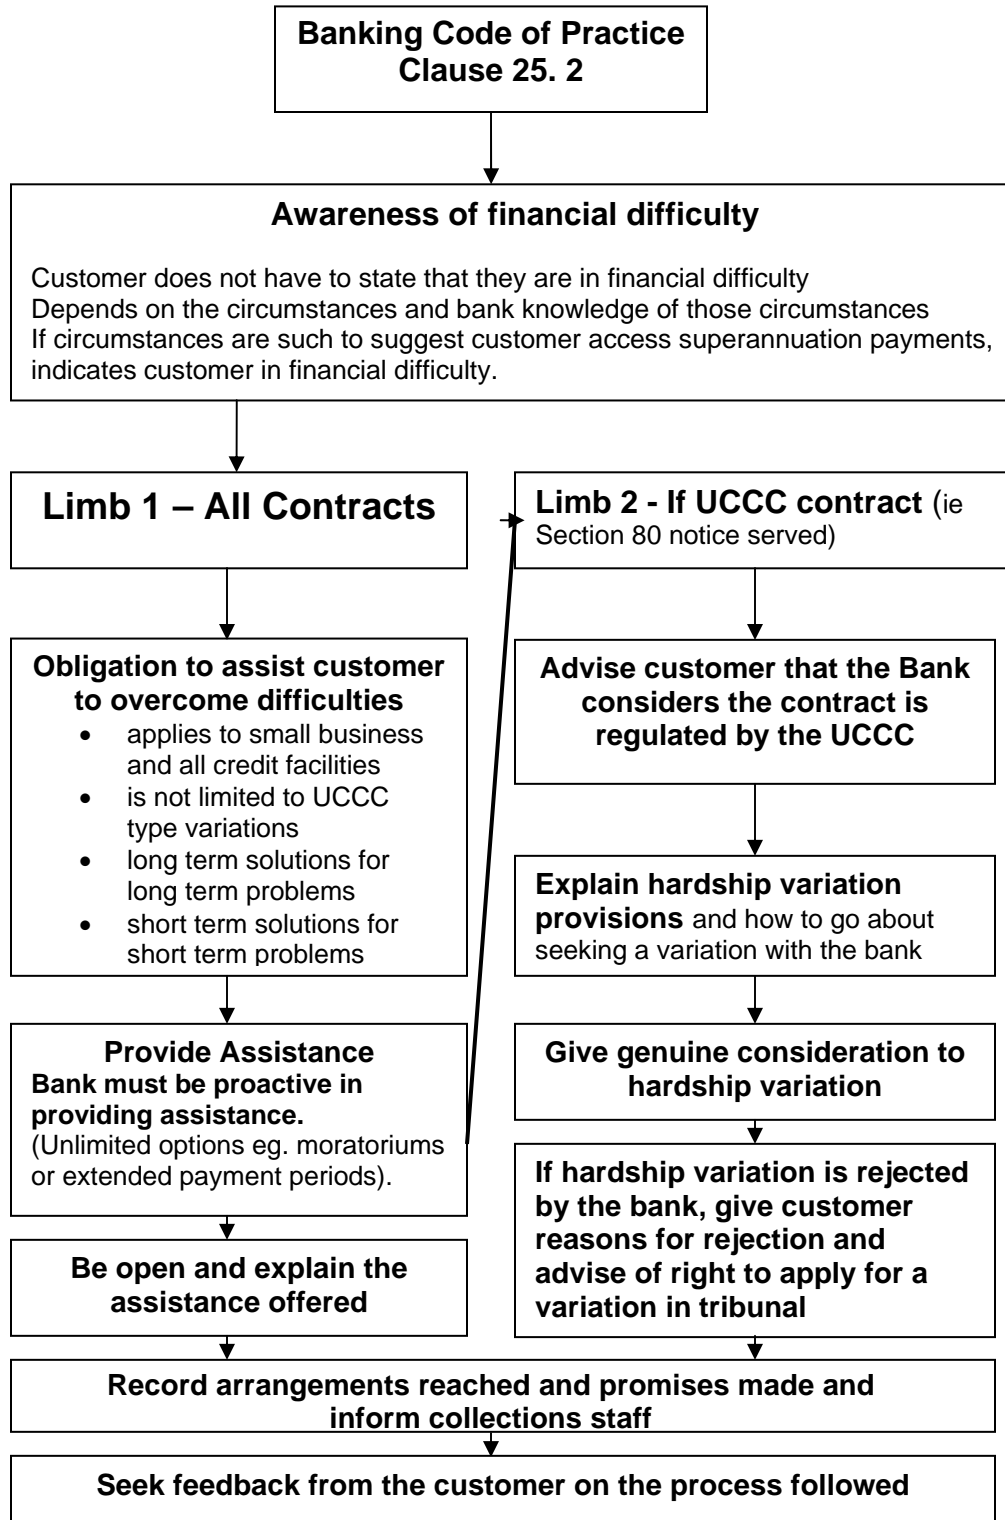 Banking Code of Practice
Clause 25. 2
Awareness of financial difficulty
Customer does not have to state that they are in financial difficulty
Depends on the circumstances and bank knowledge of those circumstances
If circumstances are such to suggest customer access superannuation payments,
indicates customer in financial difficulty.
Limb 1 – All Contracts
Obligation to assist customer
to overcome difficulties
• applies to small business
and all credit facilities
• is not limited to UCCC
type variations
• long term solutions for
long term problems
• short term solutions for
short term problems
Provide Assistance
Bank must be proactive in
providing assistance.
(Unlimited options eg. moratoriums
or extended payment periods).
Be open and explain the
assistance offered
Limb 2 - If UCCC contract (ie
Section 80 notice served)
Advise customer that the Bank
considers the contract is
regulated by the UCCC
Explain hardship variation
provisions and how to go about
seeking a variation with the bank
Give genuine consideration to
hardship variation
If hardship variation is rejected
by the bank, give customer
reasons for rejection and
advise of right to apply for a
variation in tribunal
Record arrangements reached and promises made and
inform collections staff
Seek feedback from the customer on the process followed